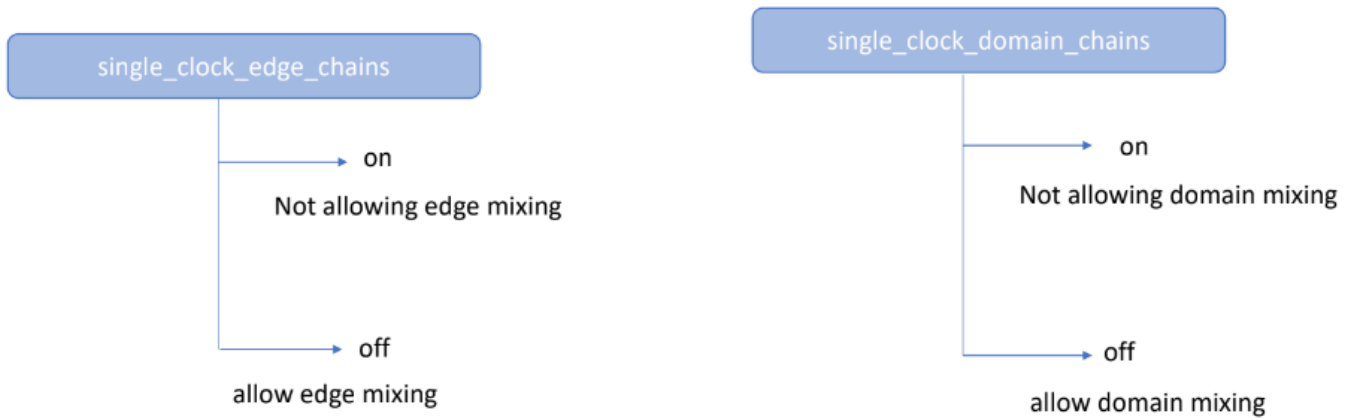 single_clock_edge_chains
on
Not allowing edge mixing
off
allow edge mixing
single_clock_domain_chains
on
Not allowing domain mixing
off
allow domain mixing